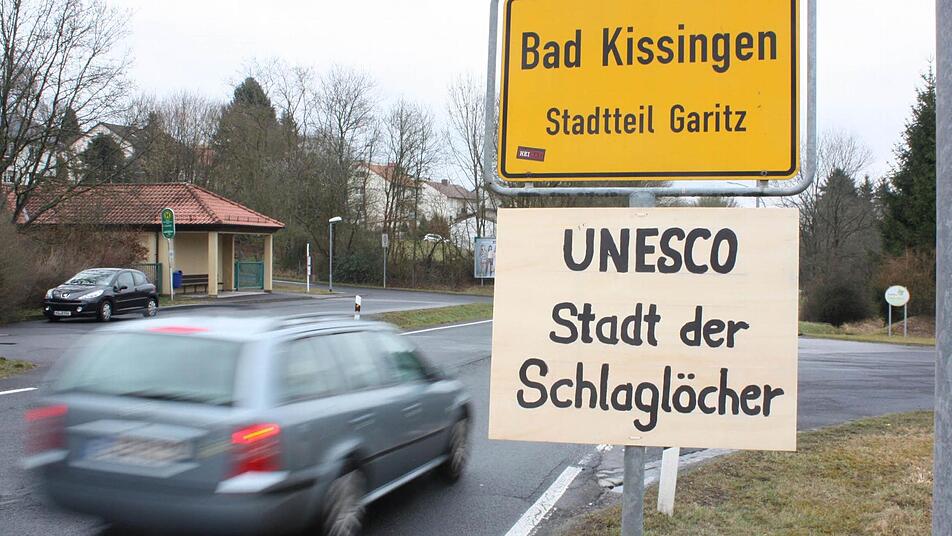 Bad Kissingen
Stadtteil Garitz
UNESCO
Stadt der
Schlaglöcher